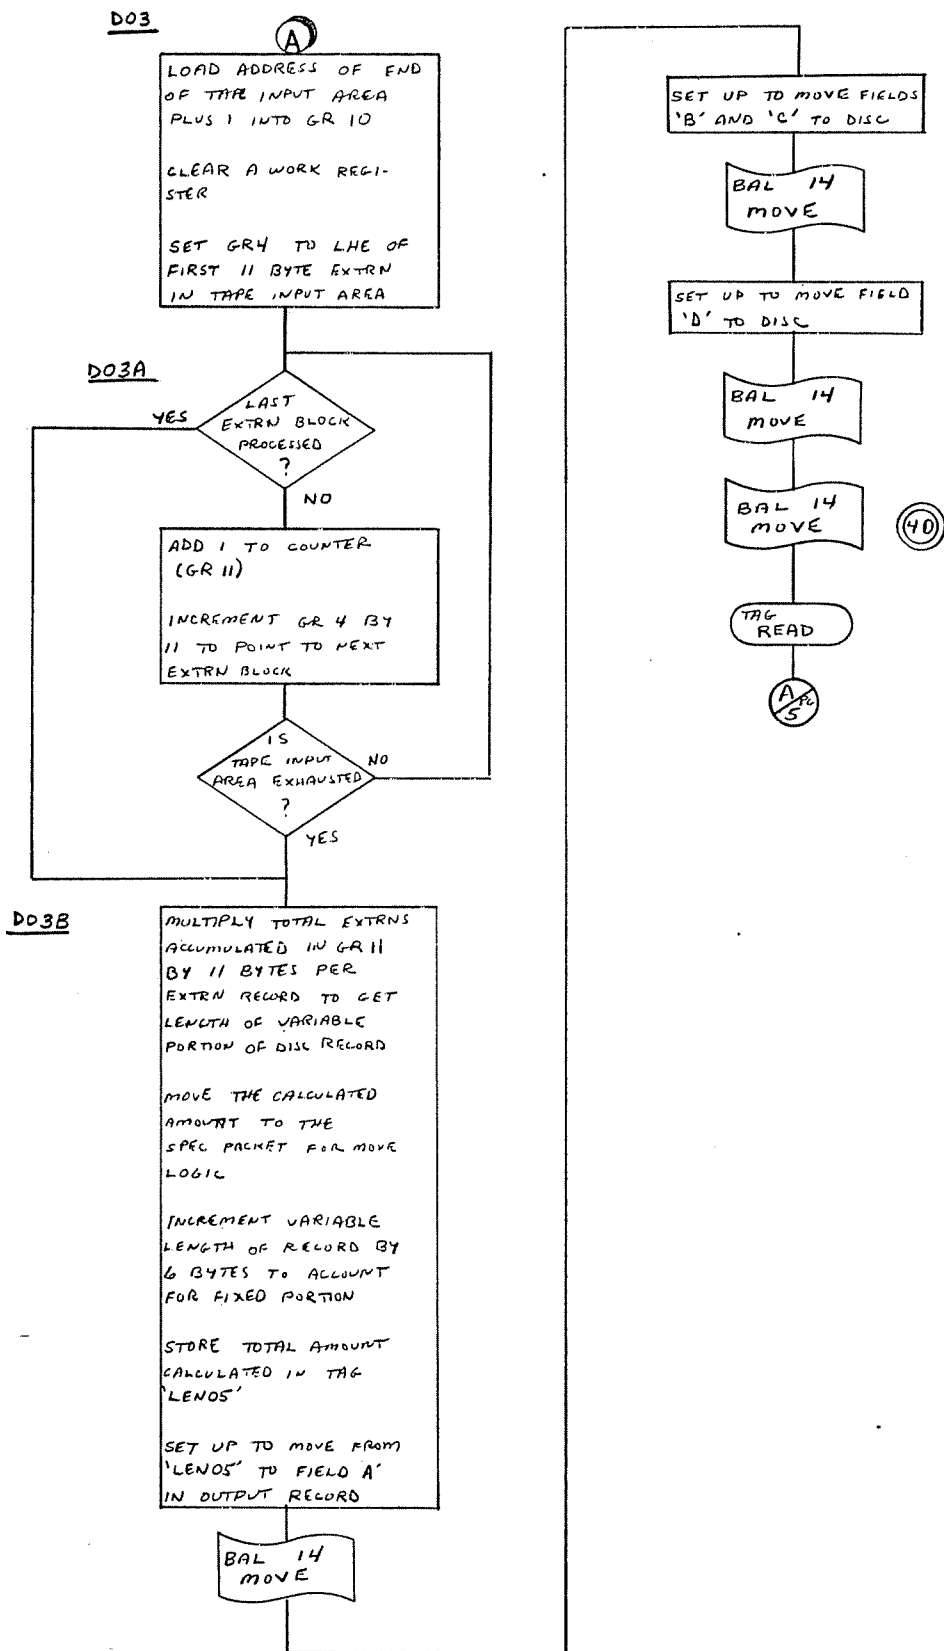 D03
A
LOAD ADDRESS OF END
OF TAPE INPUT AREA
PLUS 1 INTO GR 10
CLEAR A WORK REGI-
STER
SET GR4 TO LHE OF
FIRST 11 BYTE EXTRN
IN TAPE INPUT AREA
D03A
YES
LAST
EXTRN BLOCK
PROCESSED
?
NO
ADD 1 TO COUNTER
(GR 11)
INCREMENT GR 4 BY
11 TO POINT TO NEXT
EXTRN BLOCK
IS
TAPE INPUT
AREA EXHAUSTED
?
NO
YES
D03B
MULTIPLY TOTAL EXTRNS
ACCUMULATED IN GR 11
BY 11 BYTES PER
EXTRN RECORD TO GET
LENGTH OF VARIABLE
PORTION OF DISC RECORD
MOVE THE CALCULATED
AMOUNT TO THE
SPEC PACKET FOR MOVE
LOGIC
INCREMENT VARIABLE
LENGTH OF RECORD BY
6 BYTES TO ACCOUNT
FOR FIXED PORTION
STORE TOTAL AMOUNT
CALCULATED IN TAG
'LEN05'
SET UP TO MOVE FROM
'LEN05' TO FIELD A'
IN OUTPUT RECORD
BAL 14
MOVE
SET UP TO MOVE FIELDS
'B' AND 'C' TO DISC
BAL 14
MOVE
SET UP TO MOVE FIELD
'D' TO DISC
BAL 14
MOVE
BAL 14
MOVE
4D
TAG
READ
A PG
5